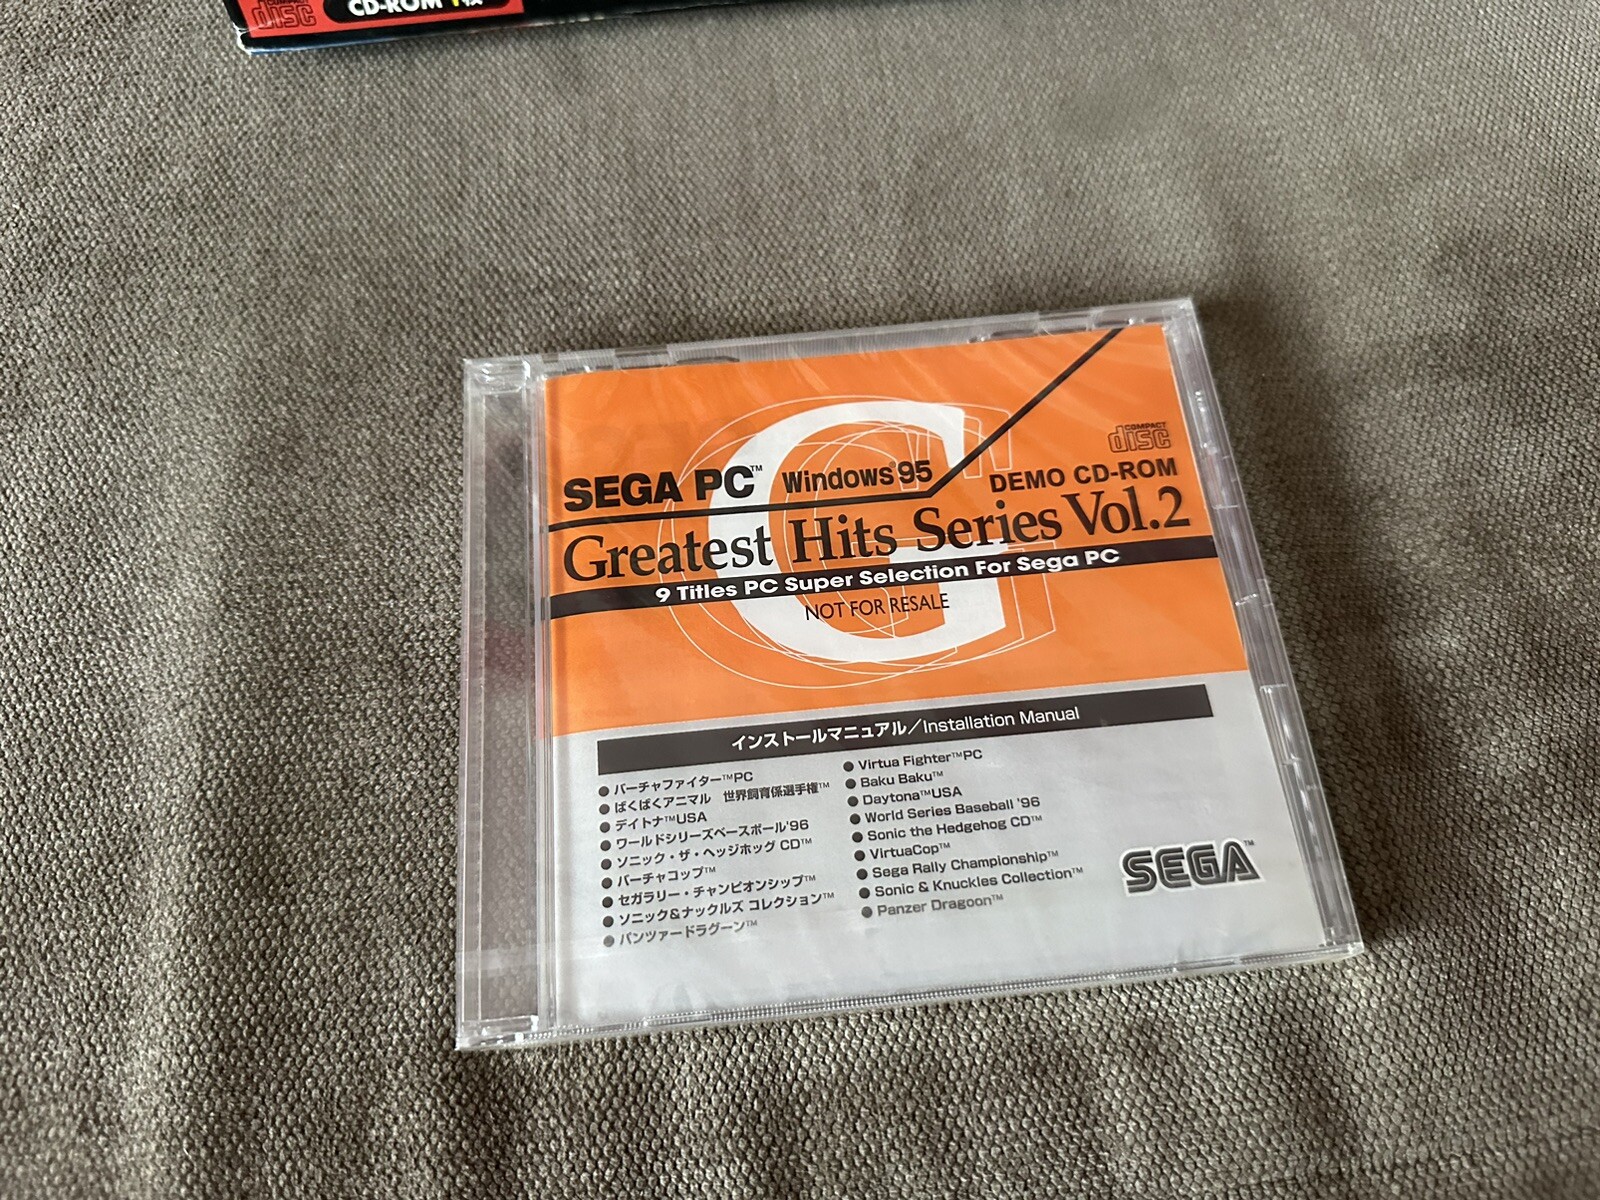 COMPACT
disc
CD-ROM
COMPACT
disc
SEGA PC™ Windows®95
DEMO CD-ROM
Greatest Hits Series Vol.2
9 Titles PC Super Selection For Sega PC
NOT FOR RESALE
インストールマニュアル／Installation Manual
● バーチャファイター™PC
● ばくばくアニマル 世界飼育係選手権™
● デイトナ™USA
● ワールドシリーズベースボール'96
● ソニック・ザ・ヘッジホッグ CD™
● バーチャコップ™
● セガラリー・チャンピオンシップ™
● ソニック&ナックルズ コレクション™
● パンツァードラグーン™
● Virtua Fighter™PC
● Baku Baku™
● Daytona™USA
● World Series Baseball '96
● Sonic the Hedgehog CD™
● VirtuaCop™
● Sega Rally Championship™
● Sonic & Knuckles Collection™
● Panzer Dragoon™
SEGA™